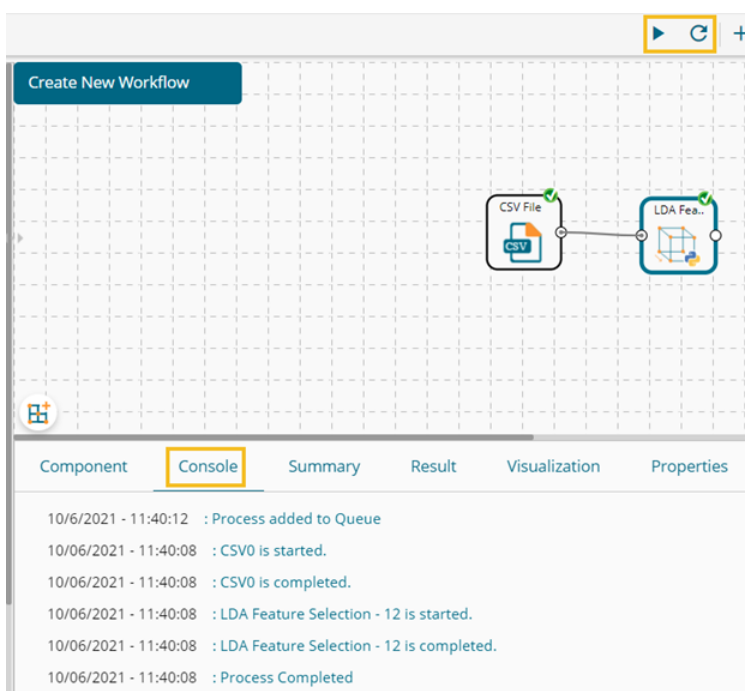 Create New Workflow
CSV File
LDA Fea..
CSV
Component Console Summary Result Visualization Properties
10/6/2021 - 11:40:12 : Process added to Queue
10/06/2021 - 11:40:08 : CSV0 is started.
10/06/2021 - 11:40:08 : CSV0 is completed.
10/06/2021 - 11:40:08 : LDA Feature Selection - 12 is started.
10/06/2021 - 11:40:08 : LDA Feature Selection - 12 is completed.
10/06/2021 - 11:40:08 : Process Completed